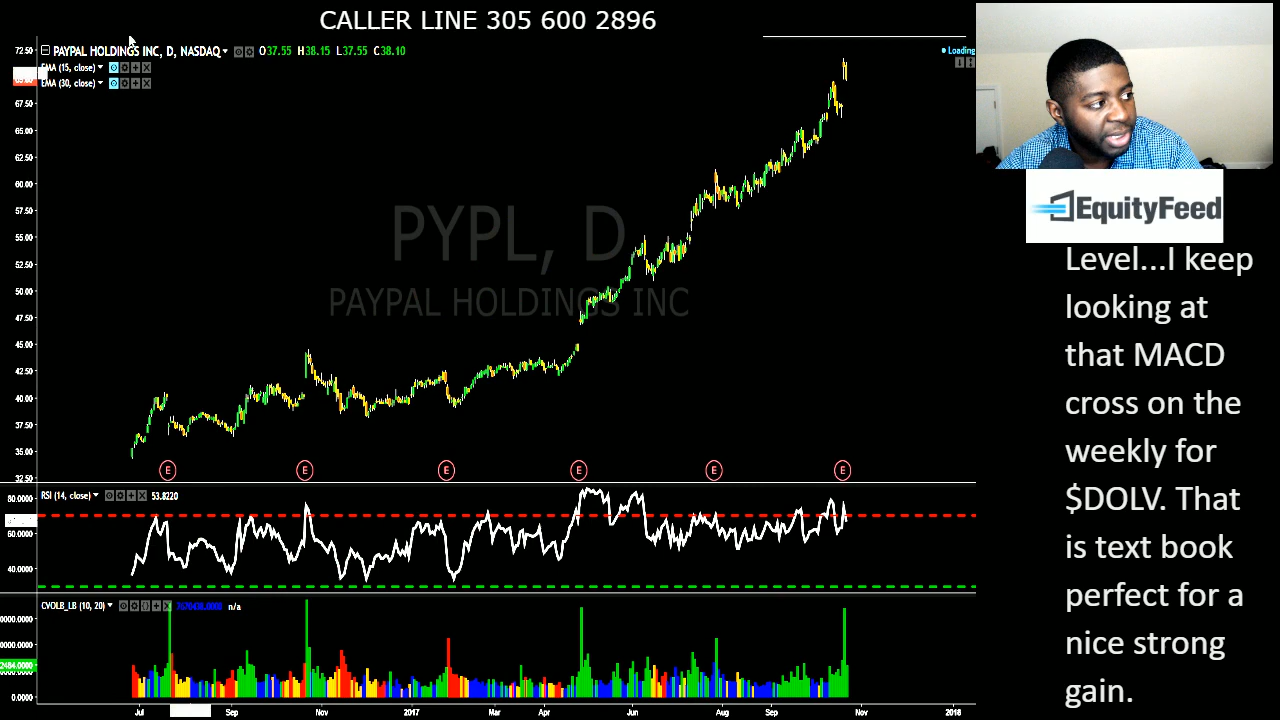 CALLER LINE 305 600 2896
PAYPAL HOLDINGS INC, D, NASDAQ O37.55 H38.15 L37.55 C38.10
Loading
EMA (15, close)
EMA (30, close)
72.50
67.50
65.00
62.50
60.00
57.50
55.00
52.50
50.00
47.50
45.00
42.50
40.00
37.50
35.00
32.50
PYPL, D
PAYPAL HOLDINGS INC
E E E E E E
RSI (14, close) 53.8220
80.0000
60.0000
40.0000
CVOLB_LB (10, 20) n/a
0.0000
Jul Sep Nov 2017 Mar Apr Jun Aug Sep Nov 2018
EquityFeed
Level...I keep
looking at
that MACD
cross on the
weekly for
$DOLV. That
is text book
perfect for a
nice strong
gain.